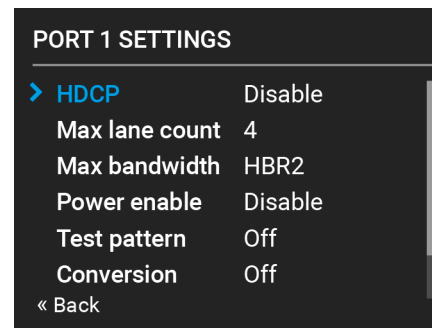 PORT 1 SETTINGS
HDCP Disable
Max lane count 4
Max bandwidth HBR2
Power enable Disable
Test pattern Off
Conversion Off
« Back